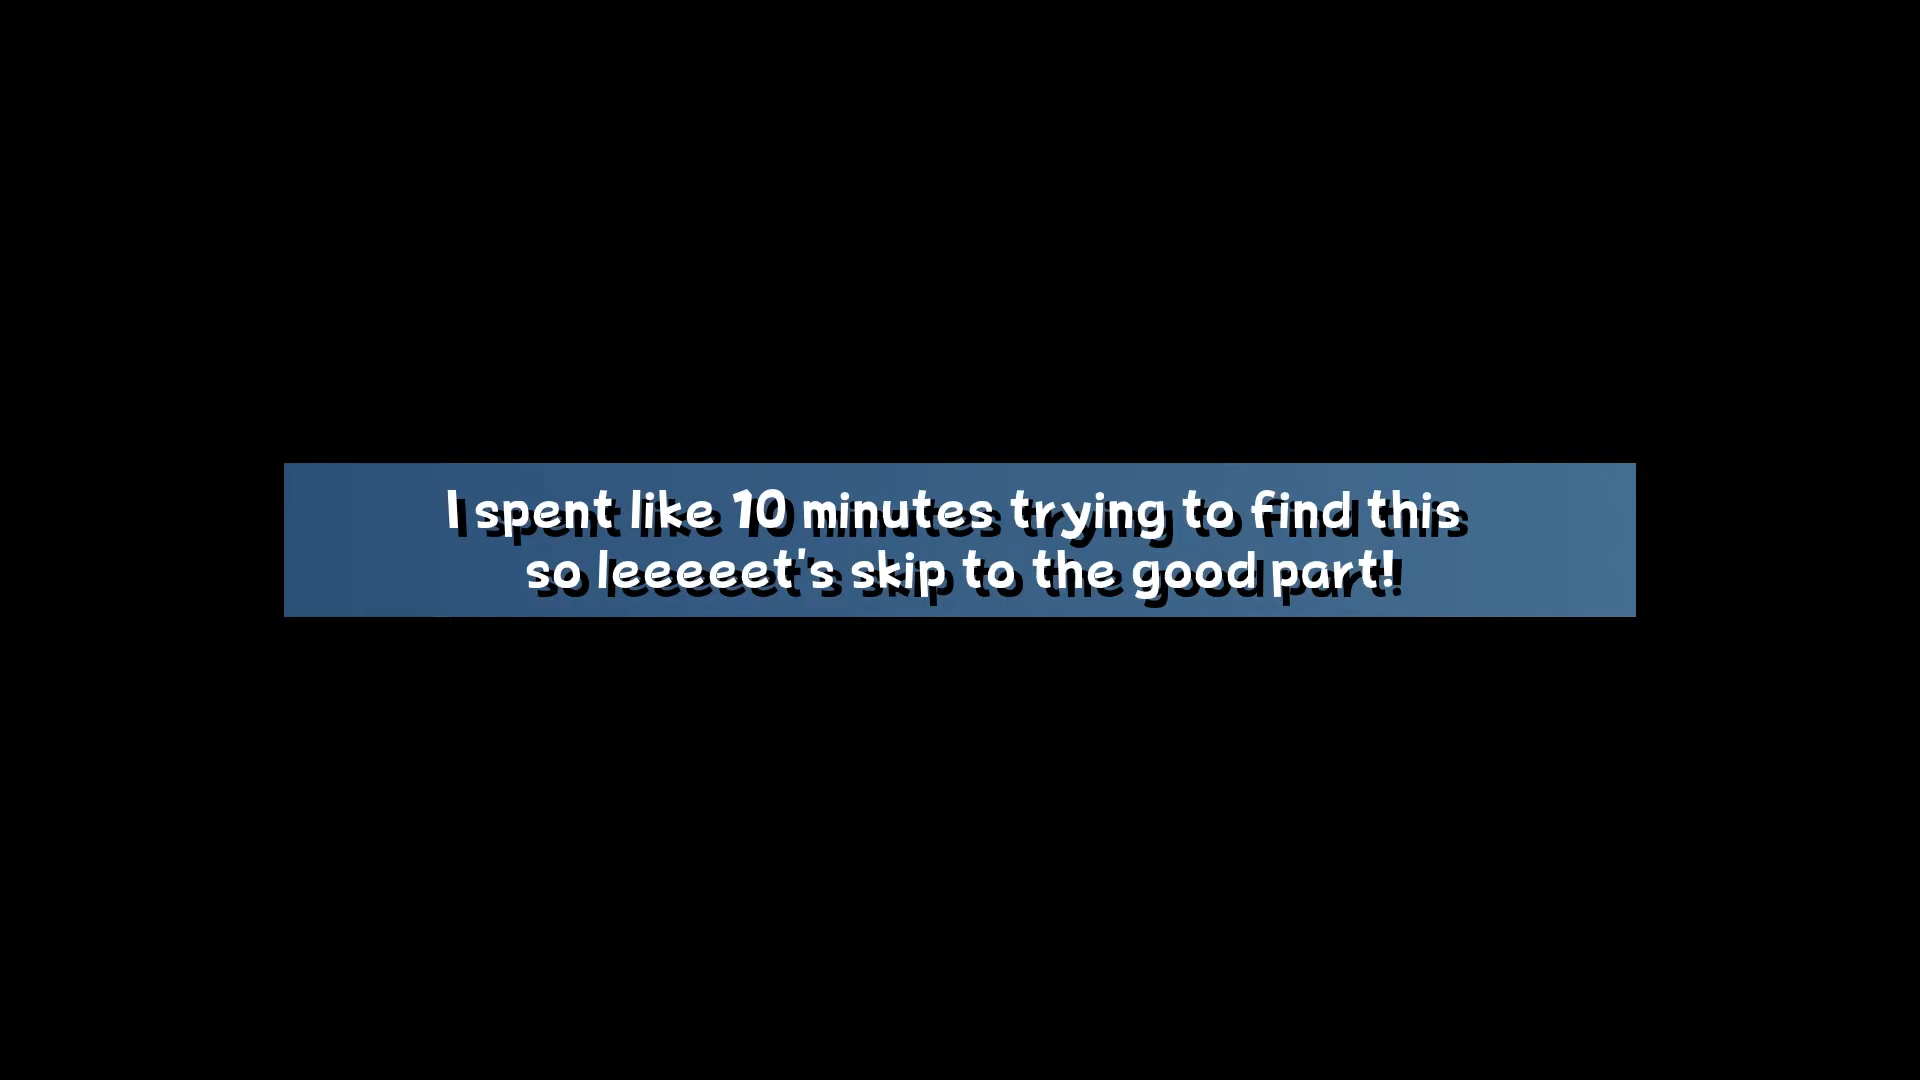 I spent like 10 minutes trying to find this
so leeeeet's skip to the good part!